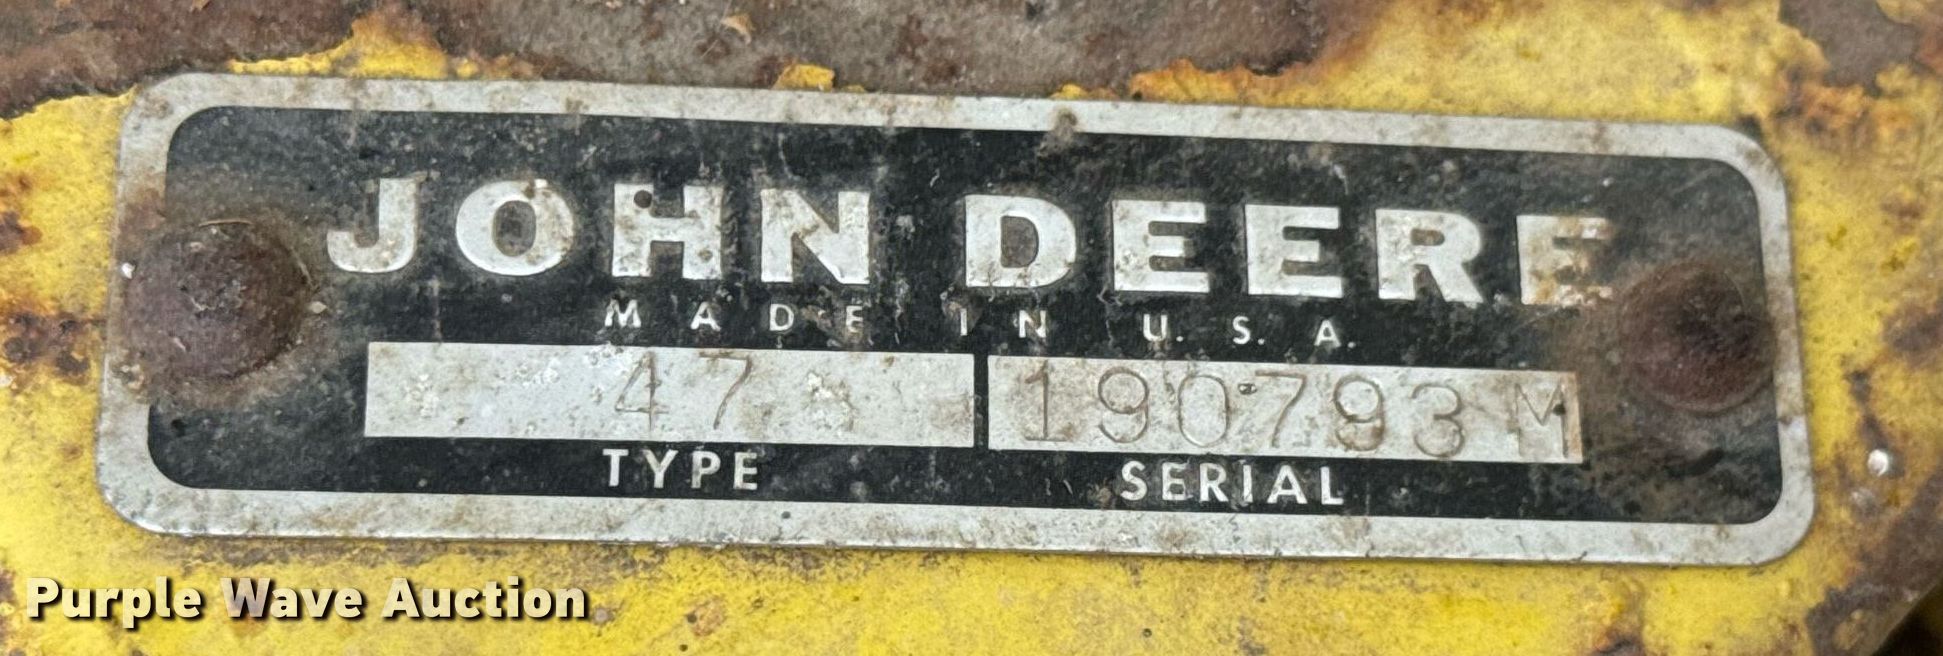 JOHN DEERE
MADE IN U.S.A.
47 190793M
TYPE SERIAL
Purple Wave Auction